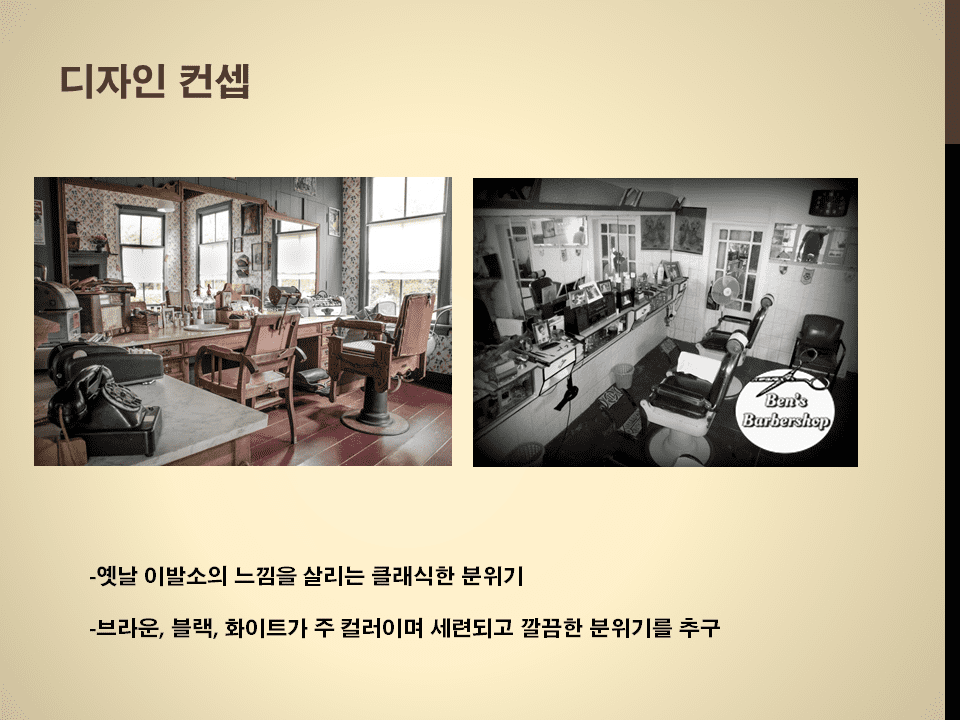 디자인 컨셉
Ben's
Barbershop
-옛날 이발소의 느낌을 살리는 클래식한 분위기
-브라운, 블랙, 화이트가 주 컬러이며 세련되고 깔끔한 분위기를 추구